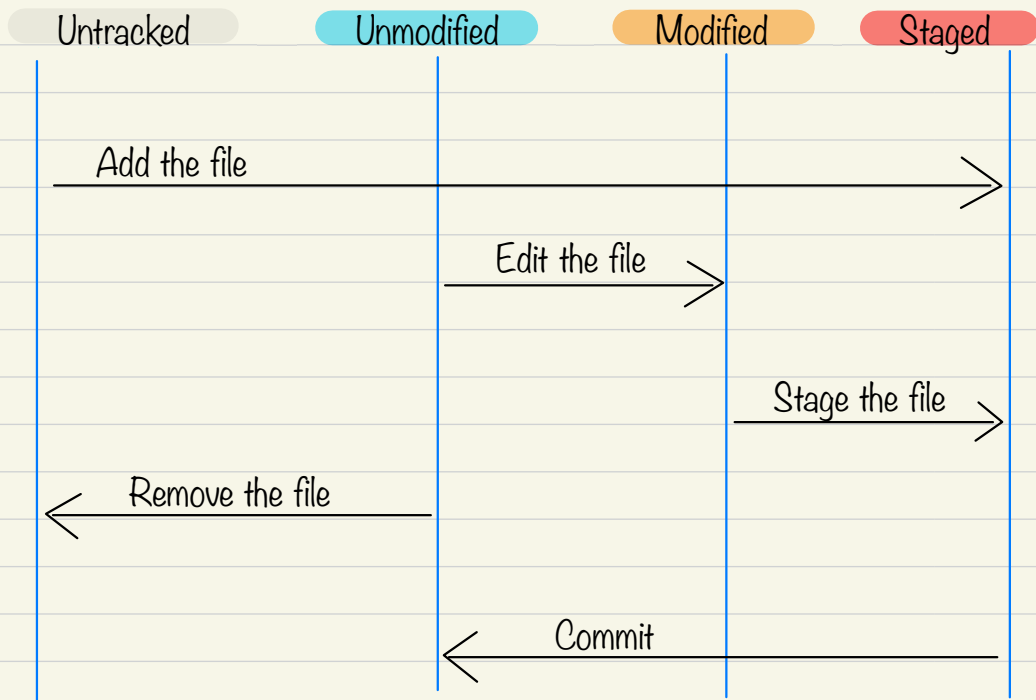 Untracked
Unmodified
Modified
Staged
Add the file
Edit the file
Stage the file
Remove the file
Commit